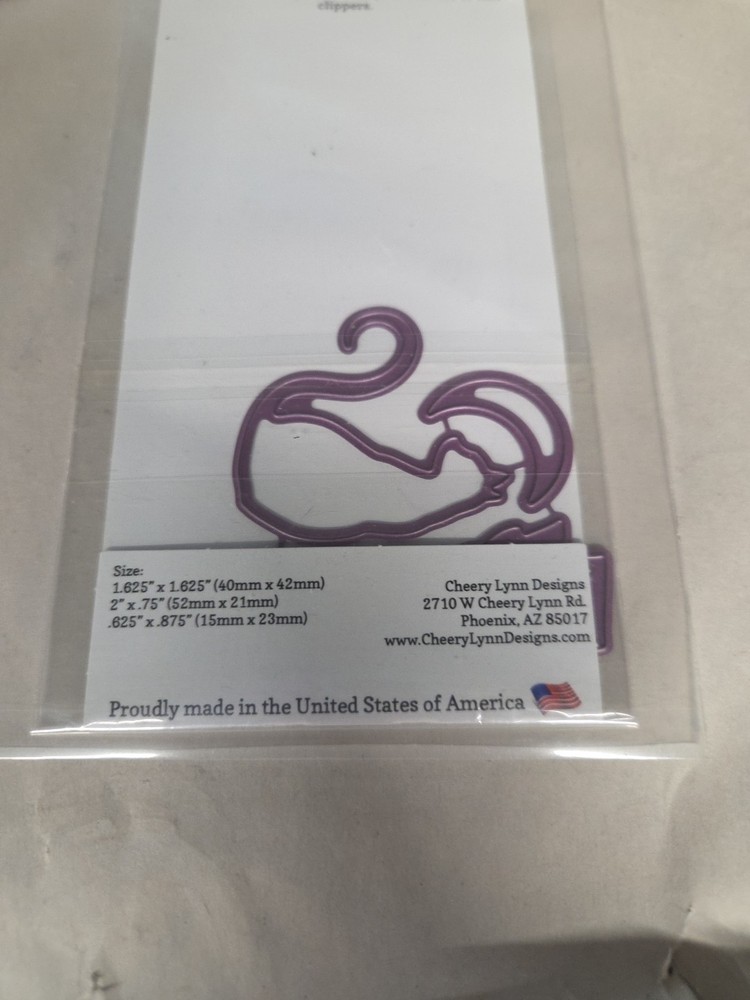 clippers.
Size:
1.625" x 1.625" (40mm x 42mm)
2" x .75" (52mm x 21mm)
.625" x .875" (15mm x 23mm)
Cheery Lynn Designs
2710 W Cheery Lynn Rd.
Phoenix, AZ 85017
www.CheeryLynnDesigns.com
Proudly made in the United States of America